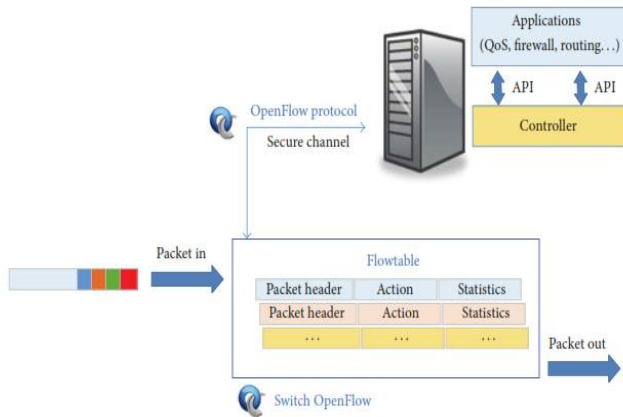 Applications
(QoS, firewall, routing...)
API API
Controller
OpenFlow protocol
Secure channel
Packet in
Flowtable
Packet header Action Statistics
Packet header Action Statistics
... ... ...
Packet out
Switch OpenFlow